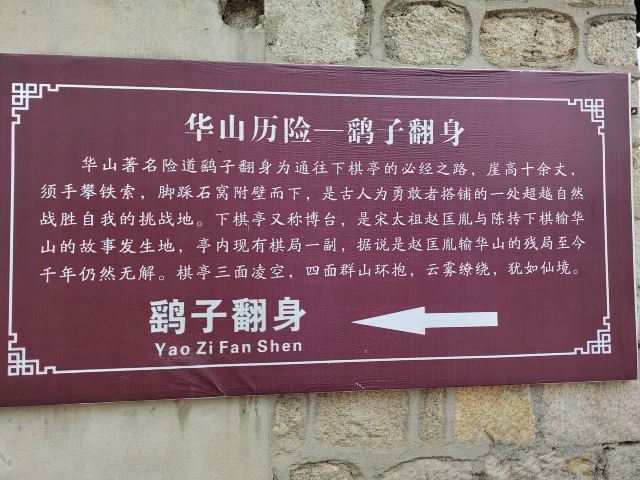 华山历险—鹞子翻身
华山著名险道鹞子翻身为通往下棋亭的必经之路，崖高十余丈，
须手攀铁索，脚踩石窝附壁而下，是古人为勇敢者搭铺的一处超越自然
战胜自我的挑战地。下棋亭又称博台，是宋太祖赵匡胤与陈抟下棋输华
山的故事发生地，亭内现有棋局一副，据说是赵匡胤输华山的残局至今
千年仍然无解。棋亭三面凌空，四面群山环抱，云雾缭绕，犹如仙境。
鹞子翻身
Yao Zi Fan Shen